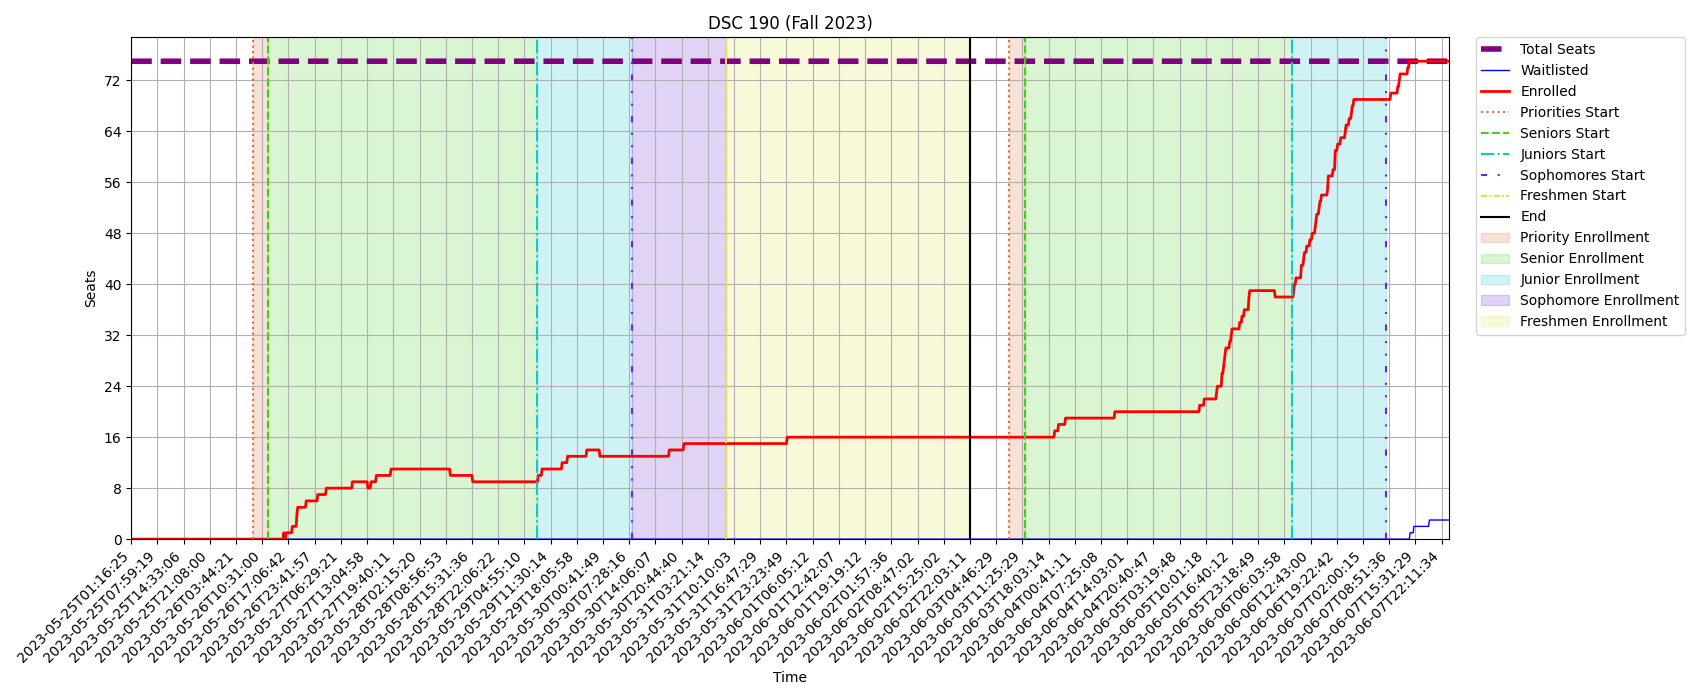 DSC 190 (Fall 2023)
Seats
72
64
56
48
40
32
24
16
8
0
2023-05-25T01:16:25
2023-05-25T07:59:19
2023-05-25T14:33:06
2023-05-25T21:08:00
2023-05-26T03:44:21
2023-05-26T10:31:00
2023-05-26T17:06:42
2023-05-26T23:41:57
2023-05-27T06:29:21
2023-05-27T13:04:58
2023-05-27T19:40:11
2023-05-28T02:15:20
2023-05-28T08:56:53
2023-05-28T15:31:36
2023-05-28T22:06:22
2023-05-29T04:55:10
2023-05-29T11:30:14
2023-05-29T18:05:58
2023-05-30T00:41:49
2023-05-30T07:28:16
2023-05-30T14:06:07
2023-05-30T20:44:40
2023-05-31T03:21:14
2023-05-31T10:10:03
2023-05-31T16:47:29
2023-05-31T23:23:49
2023-06-01T06:05:12
2023-06-01T12:42:07
2023-06-01T19:19:12
2023-06-02T01:57:36
2023-06-02T08:47:02
2023-06-02T15:25:02
2023-06-02T22:03:11
2023-06-03T04:46:29
2023-06-03T11:25:29
2023-06-03T18:03:14
2023-06-04T00:41:11
2023-06-04T07:25:08
2023-06-04T14:03:01
2023-06-04T20:40:47
2023-06-05T03:19:48
2023-06-05T10:01:18
2023-06-05T16:40:12
2023-06-05T23:18:49
2023-06-06T06:03:58
2023-06-06T12:43:00
2023-06-06T19:22:42
2023-06-07T02:00:15
2023-06-07T08:51:36
2023-06-07T15:31:29
2023-06-07T22:11:34
Time
Total Seats
Waitlisted
Enrolled
Priorities Start
Seniors Start
Juniors Start
Sophomores Start
Freshmen Start
End
Priority Enrollment
Senior Enrollment
Junior Enrollment
Sophomore Enrollment
Freshmen Enrollment